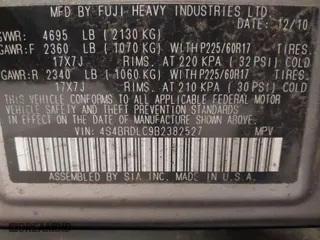 MFD BY FUJI HEAVY INDUSTRIES LTD
DATE: 12/10
GVWR: 4695 LB (2130 KG)
GAWR:F 2360 LB (1070 KG) WITH P225/60R17 TIRES.
17X7J RIMS. AT 220 KPA (32 PSI) COLD
GAWR:R 2340 LB (1060 KG) WITH P225/60R17 TIRES.
17X7J RIMS. AT 210 KPA (30 PSI) COLD
THIS VEHICLE CONFORMS TO ALL APPLICABLE U.S. FEDERAL
MOTOR VEHICLE SAFETY, BUMPER AND THEFT
PREVENTION STANDARDS IN EFFECT ON THE DATE OF
MANUFACTURE SHOWN ABOVE.
VIN: 4S4BRDLC9B2382527 MPV
ASSEMBLED BY SIA INC. MADE IN U.S.A.